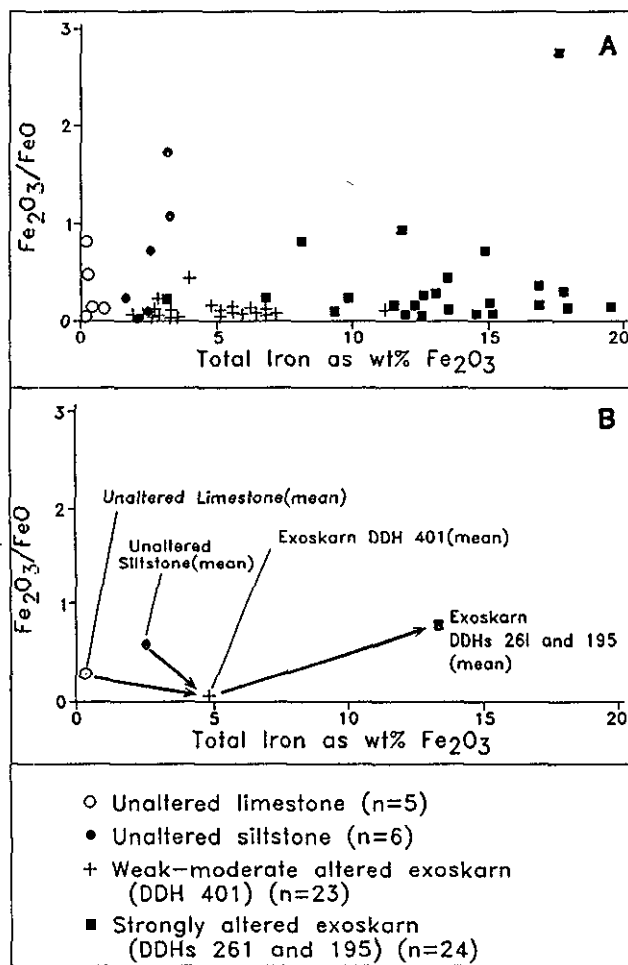 A
3
2
1
0
Fe₂O₃/FeO
0 5 10 15 20
Total Iron as wt% Fe₂O₃
B
3
2
1
0
Fe₂O₃/FeO
Unaltered Limestone(mean)
Unaltered
Siltstone(mean)
Exoskarn DDH 401(mean)
Exoskarn
DDHs 261 and 195
(mean)
0 5 10 15 20
Total Iron as wt% Fe₂O₃
Unaltered limestone (n=5)
Unaltered siltstone (n=6)
Weak-moderate altered exoskarn
(DDH 401) (n=23)
Strongly altered exoskarn
(DDHs 261 and 195) (n=24)